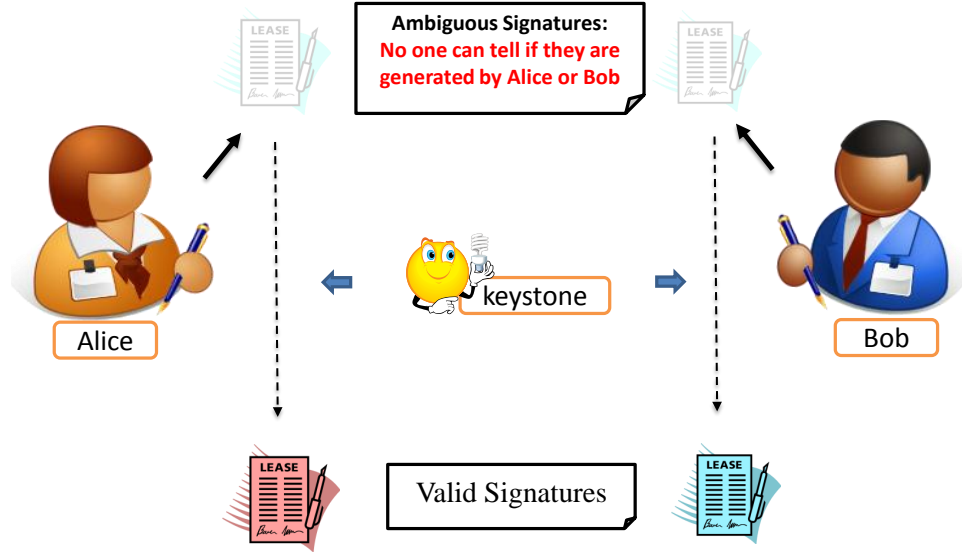 LEASE
Ambiguous Signatures:
No one can tell if they are
generated by Alice or Bob
LEASE
keystone
Alice
Bob
LEASE
Valid Signatures
LEASE